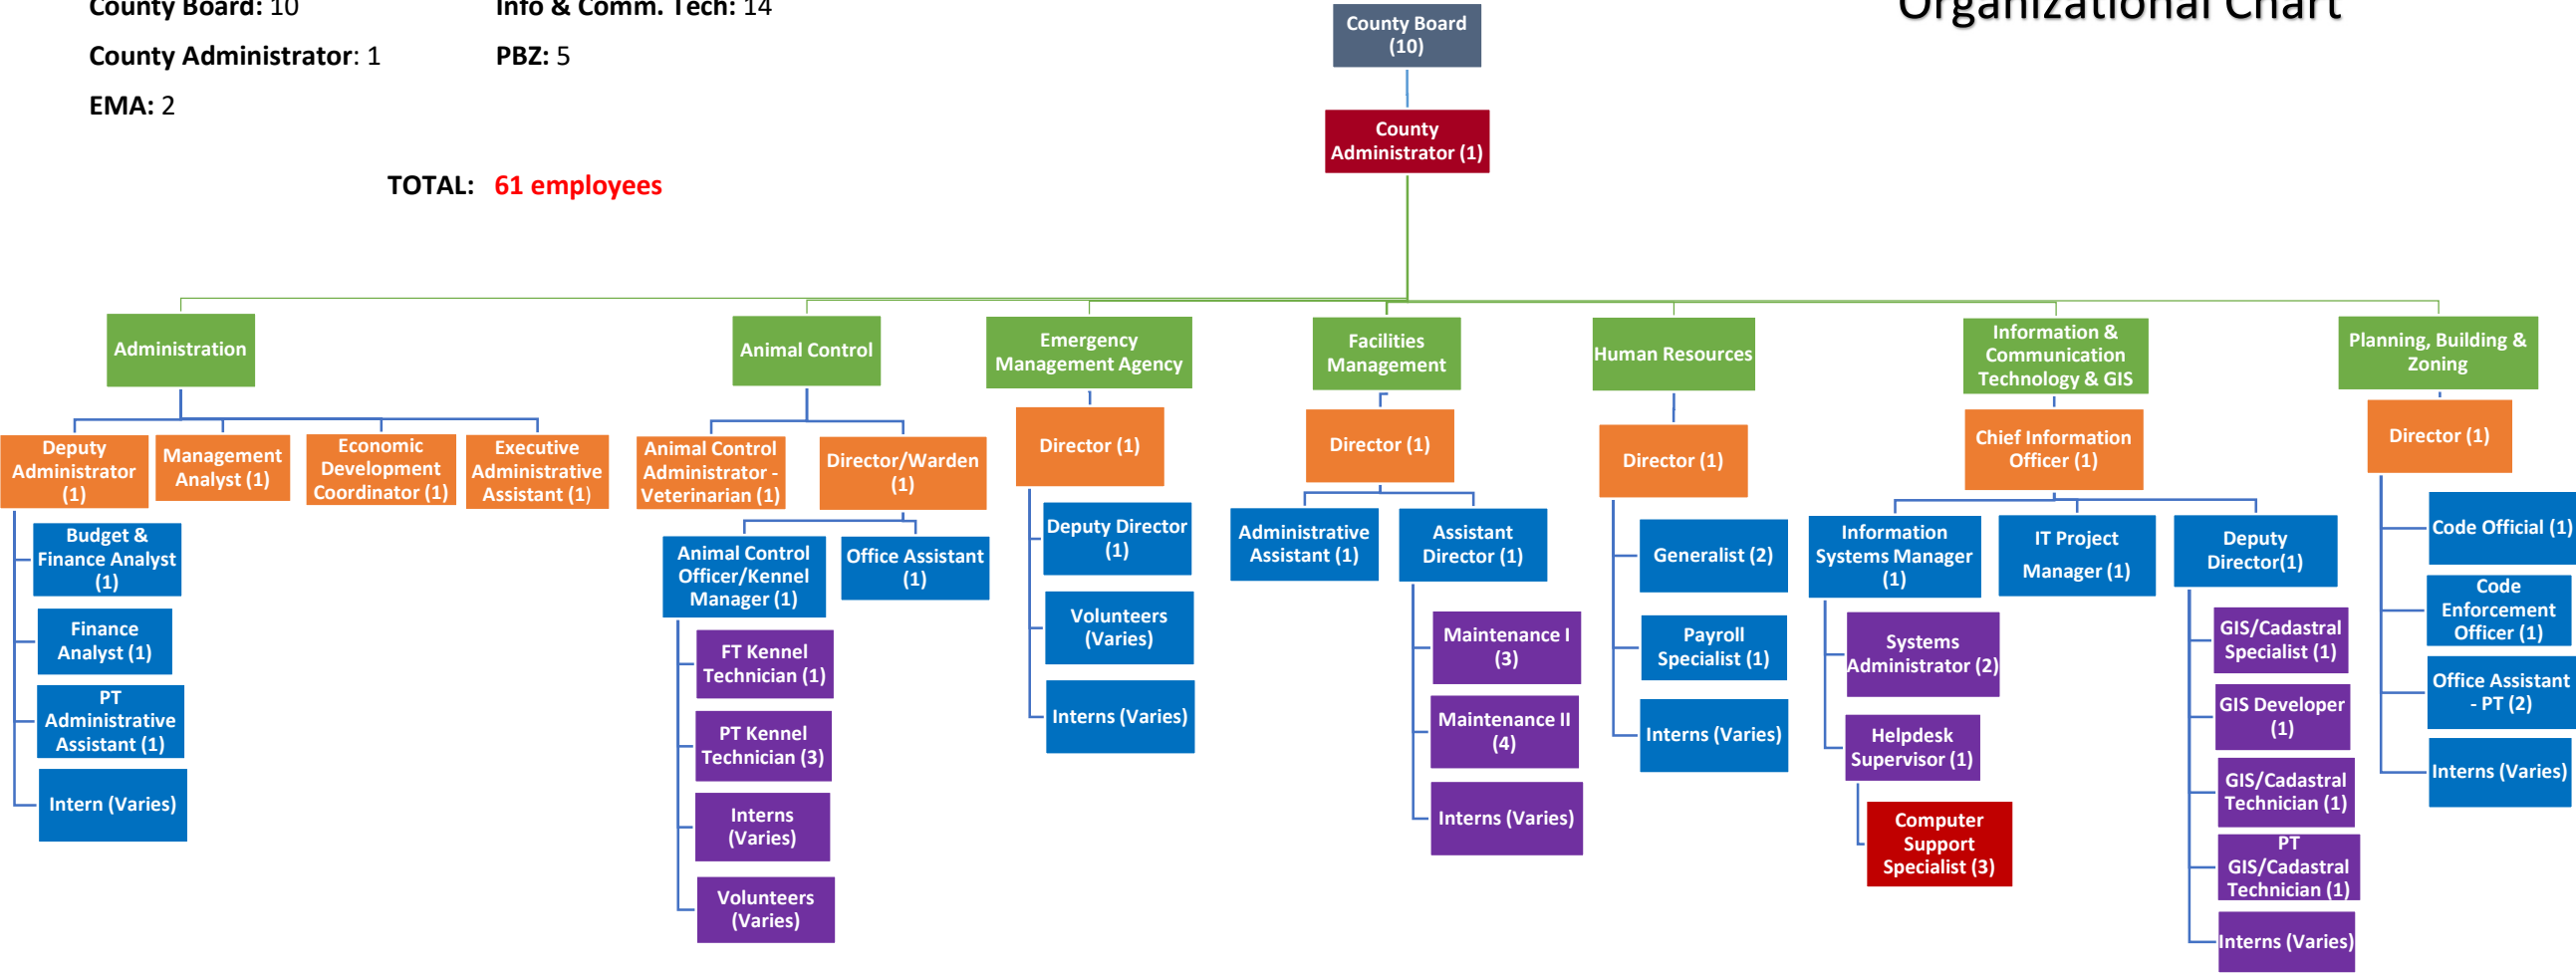 County Board: 10
Info & Comm. Tech: 14
Organizational Chart
County Administrator: 1
PBZ: 5
EMA: 2
TOTAL: 61 employees
County Board
(10)
County
Administrator (1)
Administration
Animal Control
Emergency
Management Agency
Facilities
Management
Human Resources
Information &
Communication
Technology & GIS
Planning, Building &
Zoning
Deputy
Administrator
(1)
Management
Analyst (1)
Economic
Development
Coordinator (1)
Executive
Administrative
Assistant (1)
Budget &
Finance Analyst
(1)
Finance
Analyst (1)
PT
Administrative
Assistant (1)
Intern (Varies)
Animal Control
Administrator -
Veterinarian (1)
Director/Warden
(1)
Animal Control
Officer/Kennel
Manager (1)
Office Assistant
(1)
FT Kennel
Technician (1)
PT Kennel
Technician (3)
Interns
(Varies)
Volunteers
(Varies)
Director (1)
Deputy Director
(1)
Volunteers
(Varies)
Interns (Varies)
Director (1)
Administrative
Assistant (1)
Assistant
Director (1)
Maintenance I
(3)
Maintenance II
(4)
Interns (Varies)
Director (1)
Generalist (2)
Payroll
Specialist (1)
Interns (Varies)
Chief Information
Officer (1)
Information
Systems Manager
(1)
IT Project
Manager (1)
Deputy
Director(1)
Systems
Administrator (2)
Helpdesk
Supervisor (1)
Computer
Support
Specialist (3)
GIS/Cadastral
Specialist (1)
GIS Developer
(1)
GIS/Cadastral
Technician (1)
PT
GIS/Cadastral
Technician (1)
Interns (Varies)
Director (1)
Code Official (1)
Code
Enforcement
Officer (1)
Office Assistant
- PT (2)
Interns (Varies)